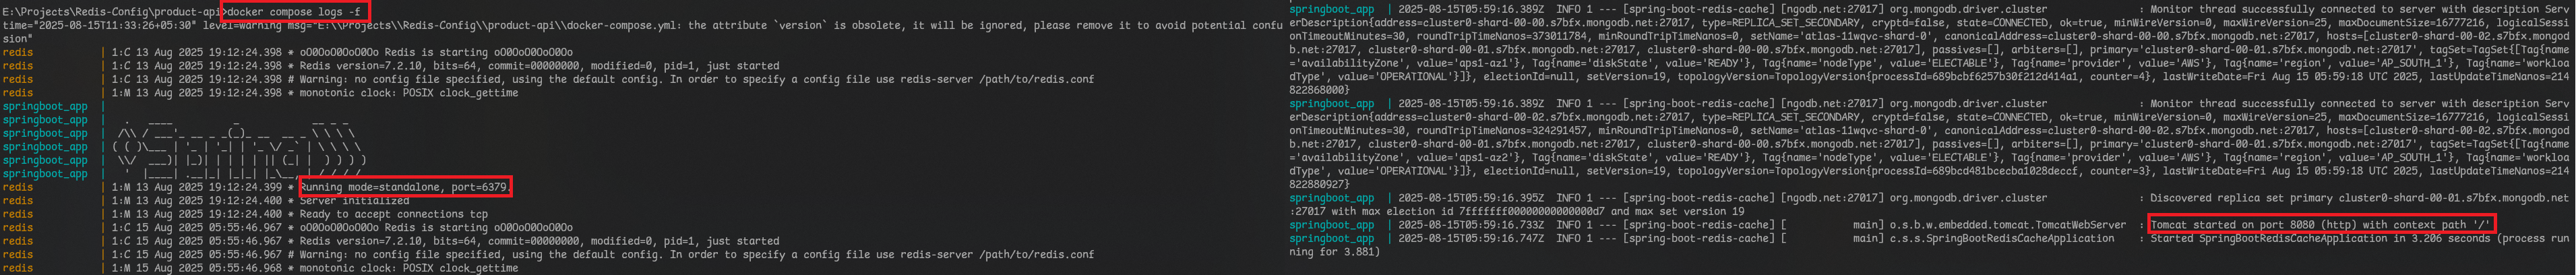 E:\Projects\Redis-Config\product-api>docker compose logs -f
time="2025-08-15T11:33:26+05:30" level=warning msg="E:\\Projects\\Redis-Config\\product-api\\docker-compose.yml: the attribute `version` is obsolete, it will be ignored, please remove it to avoid potential confu
sion"
redis | 1:C 13 Aug 2025 19:12:24.398 * oO0OoO0OoO0Oo Redis is starting oO0OoO0OoO0Oo
redis | 1:C 13 Aug 2025 19:12:24.398 * Redis version=7.2.10, bits=64, commit=00000000, modified=0, pid=1, just started
redis | 1:C 13 Aug 2025 19:12:24.398 # Warning: no config file specified, using the default config. In order to specify a config file use redis-server /path/to/redis.conf
redis | 1:M 13 Aug 2025 19:12:24.398 * monotonic clock: POSIX clock_gettime
springboot_app |
springboot_app |   .   ____          _            __ _ _
springboot_app |  /\\ / ___'_ __ _ _(_)_ __  __ _ \ \ \ \
springboot_app | ( ( )\___ | '_ | '_| | '_ \/ _` | \ \ \ \
springboot_app |  \\/  ___)| |_)| | | | | || (_| |  ) ) ) )
springboot_app |   '  |____| .__|_| |_|_| |_\__, | / / / /
redis | 1:M 13 Aug 2025 19:12:24.399 * Running mode=standalone, port=6379.
redis | 1:M 13 Aug 2025 19:12:24.400 * Server initialized
redis | 1:M 13 Aug 2025 19:12:24.400 * Ready to accept connections tcp
redis | 1:C 15 Aug 2025 05:55:46.967 * oO0OoO0OoO0Oo Redis is starting oO0OoO0OoO0Oo
redis | 1:C 15 Aug 2025 05:55:46.967 * Redis version=7.2.10, bits=64, commit=00000000, modified=0, pid=1, just started
redis | 1:C 15 Aug 2025 05:55:46.967 # Warning: no config file specified, using the default config. In order to specify a config file use redis-server /path/to/redis.conf
redis | 1:M 15 Aug 2025 05:55:46.968 * monotonic clock: POSIX clock_gettime
springboot_app | 2025-08-15T05:59:16.389Z INFO 1 --- [spring-boot-redis-cache] [ngodb.net:27017] org.mongodb.driver.cluster : Monitor thread successfully connected to server with description Serv
erDescription{address=cluster0-shard-00-00.s7bfx.mongodb.net:27017, type=REPLICA_SET_SECONDARY, cryptd=false, state=CONNECTED, ok=true, minWireVersion=0, maxWireVersion=25, maxDocumentSize=16777216, logicalSessi
onTimeoutMinutes=30, roundTripTimeNanos=373011784, minRoundTripTimeNanos=0, setName='atlas-11wqvc-shard-0', canonicalAddress=cluster0-shard-00-00.s7bfx.mongodb.net:27017, hosts=[cluster0-shard-00-02.s7bfx.mongod
b.net:27017, cluster0-shard-00-01.s7bfx.mongodb.net:27017, cluster0-shard-00-00.s7bfx.mongodb.net:27017], passives=[], arbiters=[], primary='cluster0-shard-00-01.s7bfx.mongodb.net:27017', tagSet=TagSet{[Tag{name
='availabilityZone', value='aps1-az1'}, Tag{name='diskState', value='READY'}, Tag{name='nodeType', value='ELECTABLE'}, Tag{name='provider', value='AWS'}, Tag{name='region', value='AP_SOUTH_1'}, Tag{name='workloa
dType', value='OPERATIONAL'}]}, electionId=null, setVersion=19, topologyVersion=TopologyVersion{processId=689bcbf6257b30f212d414a1, counter=4}, lastWriteDate=Fri Aug 15 05:59:18 UTC 2025, lastUpdateTimeNanos=214
822868000}
springboot_app | 2025-08-15T05:59:16.389Z INFO 1 --- [spring-boot-redis-cache] [ngodb.net:27017] org.mongodb.driver.cluster : Monitor thread successfully connected to server with description Serv
erDescription{address=cluster0-shard-00-02.s7bfx.mongodb.net:27017, type=REPLICA_SET_SECONDARY, cryptd=false, state=CONNECTED, ok=true, minWireVersion=0, maxWireVersion=25, maxDocumentSize=16777216, logicalSessi
onTimeoutMinutes=30, roundTripTimeNanos=324291457, minRoundTripTimeNanos=0, setName='atlas-11wqvc-shard-0', canonicalAddress=cluster0-shard-00-02.s7bfx.mongodb.net:27017, hosts=[cluster0-shard-00-02.s7bfx.mongod
b.net:27017, cluster0-shard-00-01.s7bfx.mongodb.net:27017, cluster0-shard-00-00.s7bfx.mongodb.net:27017], passives=[], arbiters=[], primary='cluster0-shard-00-01.s7bfx.mongodb.net:27017', tagSet=TagSet{[Tag{name
='availabilityZone', value='aps1-az2'}, Tag{name='diskState', value='READY'}, Tag{name='nodeType', value='ELECTABLE'}, Tag{name='provider', value='AWS'}, Tag{name='region', value='AP_SOUTH_1'}, Tag{name='workloa
dType', value='OPERATIONAL'}]}, electionId=null, setVersion=19, topologyVersion=TopologyVersion{processId=689bcd481bcecba1028deccf, counter=3}, lastWriteDate=Fri Aug 15 05:59:18 UTC 2025, lastUpdateTimeNanos=214
822880927}
springboot_app | 2025-08-15T05:59:16.395Z INFO 1 --- [spring-boot-redis-cache] [ngodb.net:27017] org.mongodb.driver.cluster : Discovered replica set primary cluster0-shard-00-01.s7bfx.mongodb.net
:27017 with max election id 7fffffff00000000000000d7 and max set version 19
springboot_app | 2025-08-15T05:59:16.733Z INFO 1 --- [spring-boot-redis-cache] [ main] o.s.b.w.embedded.tomcat.TomcatWebServer : Tomcat started on port 8080 (http) with context path '/'
springboot_app | 2025-08-15T05:59:16.747Z INFO 1 --- [spring-boot-redis-cache] [ main] c.s.s.SpringBootRedisCacheApplication : Started SpringBootRedisCacheApplication in 3.206 seconds (process run
ning for 3.881)